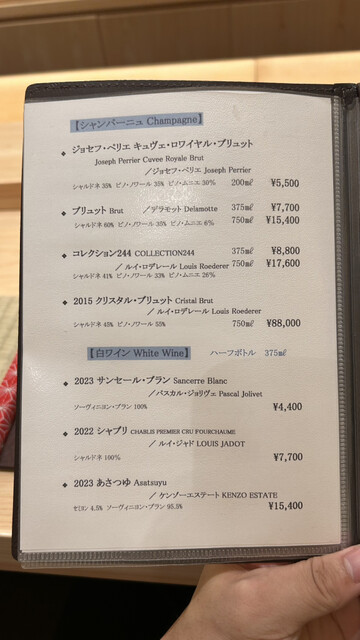 【シャンパーニュ Champagne】
◆ ジョセフ・ペリエ キュヴェ・ロワイヤル・ブリュット
Joseph Perrier Cuvee Royale Brut
／ジョセフ・ペリエ Joseph Perrier
シャルドネ 35% ピノ・ノワール 35% ピノ・ムニエ 30% 200㎖ ¥5,500
◆ ブリュット Brut ／デラモット Delamotte 375㎖ ¥7,700
シャルドネ 60% ピノ・ノワール 35% ピノ・ムニエ 6% 750㎖ ¥15,400
◆ コレクション244 COLLECTION244 375㎖ ¥8,800
／ ルイ・ロデレール Louis Roederer 750㎖ ¥17,600
シャルドネ 41% ピノ・ノワール 33% ピノ・ムニエ 26%
◆ 2015 クリスタル・ブリュット Cristal Brut
／ルイ・ロデレール Louis Roederer
シャルドネ 45% ピノ・ノワール 55% 750㎖ ¥88,000
【白ワイン White Wine】 ハーフボトル 375㎖
◆ 2023 サンセール・ブラン Sancerre Blanc
／パスカル・ジョリヴェ Pascal Jolivet
ソーヴィニヨン・ブラン 100% ¥4,400
◆ 2022 シャブリ CHABLIS PREMIER CRU FOURCHAUME
／ ルイ・ジャド LOUIS JADOT
シャルドネ 100% ¥7,700
◆ 2023 あさつゆ Asatsuyu
／ケンゾーエステート KENZO ESTATE
セミヨン 4.5% ソーヴィニヨン・ブラン 95.5% ¥15,400